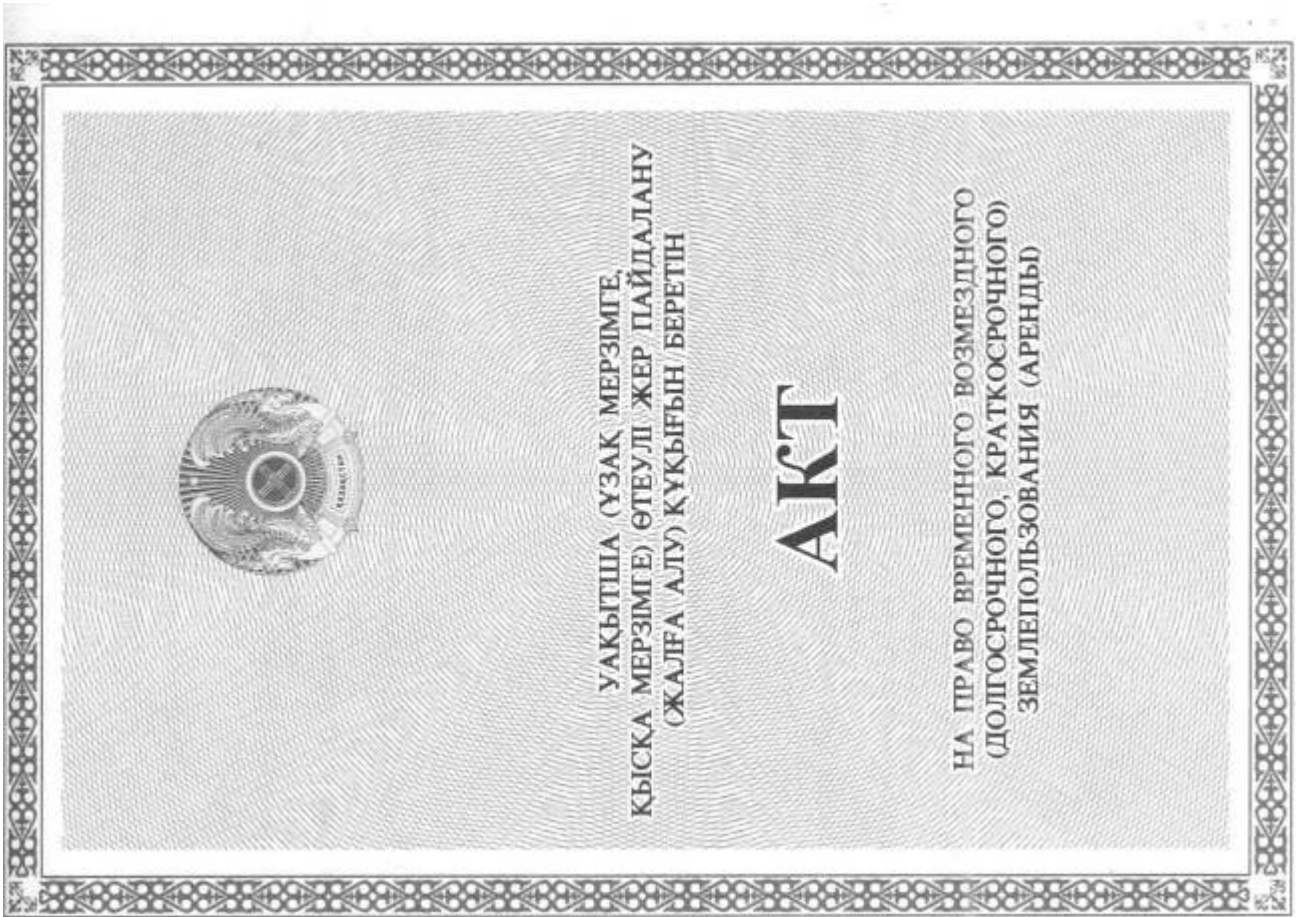 ҚАЗАҚСТАН
УАҚЫТША (ҰЗАҚ МЕРЗІМГЕ,
ҚЫСҚА МЕРЗІМГЕ) ӨТЕУЛІ ЖЕР ПАЙДАЛАНУ
(ЖАЛҒА АЛУ) ҚҰҚЫҒЫН БЕРЕТІН
АКТ
НА ПРАВО ВРЕМЕННОГО ВОЗМЕЗДНОГО
(ДОЛГОСРОЧНОГО, КРАТКОСРОЧНОГО)
ЗЕМЛЕПОЛЬЗОВАНИЯ (АРЕНДЫ)